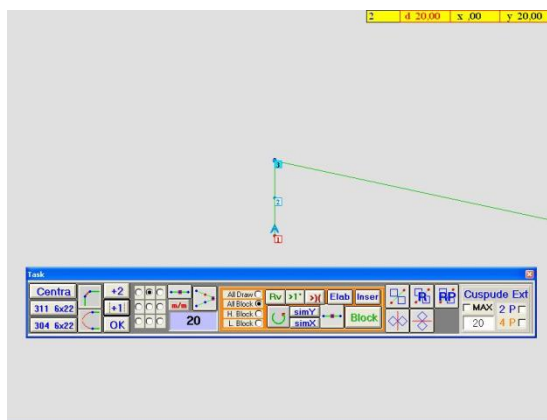 2 d 20,00 x ,00 y 20,00
3
2
1
Task
Centra +2 All Draw Rv >1° >)( Elab Inser R RP Cuspude Ext
311 6x22 +1 All Block MAX 2 P
304 6x22 OK m/m 20 H. Block simY Block 20 4 P
L. Block simX